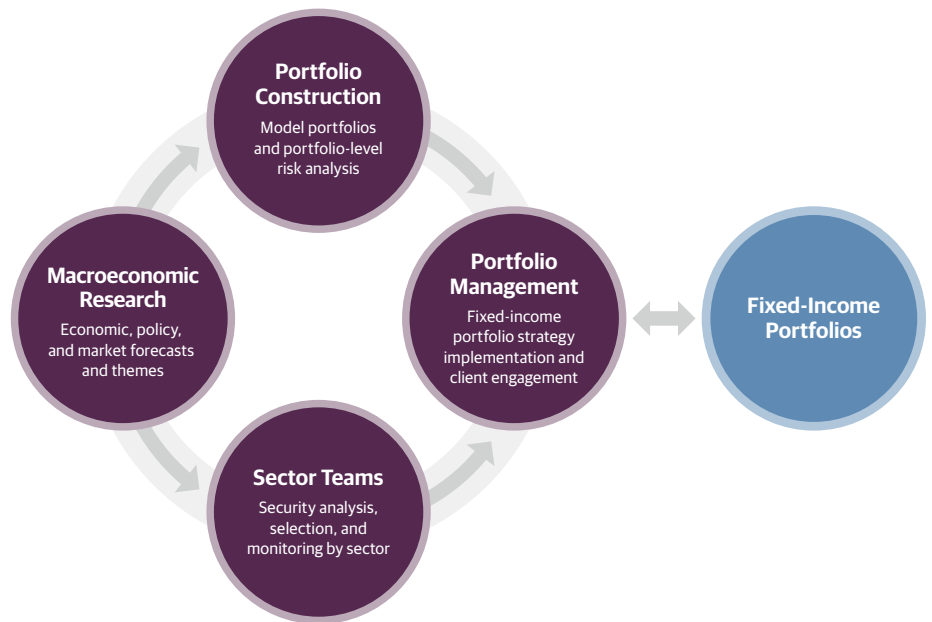 Portfolio
Construction
Model portfolios
and portfolio-level
risk analysis
Macroeconomic
Research
Economic, policy,
and market forecasts
and themes
Portfolio
Management
Fixed-income
portfolio strategy
implementation and
client engagement
Fixed-Income
Portfolios
Sector Teams
Security analysis,
selection, and
monitoring by sector